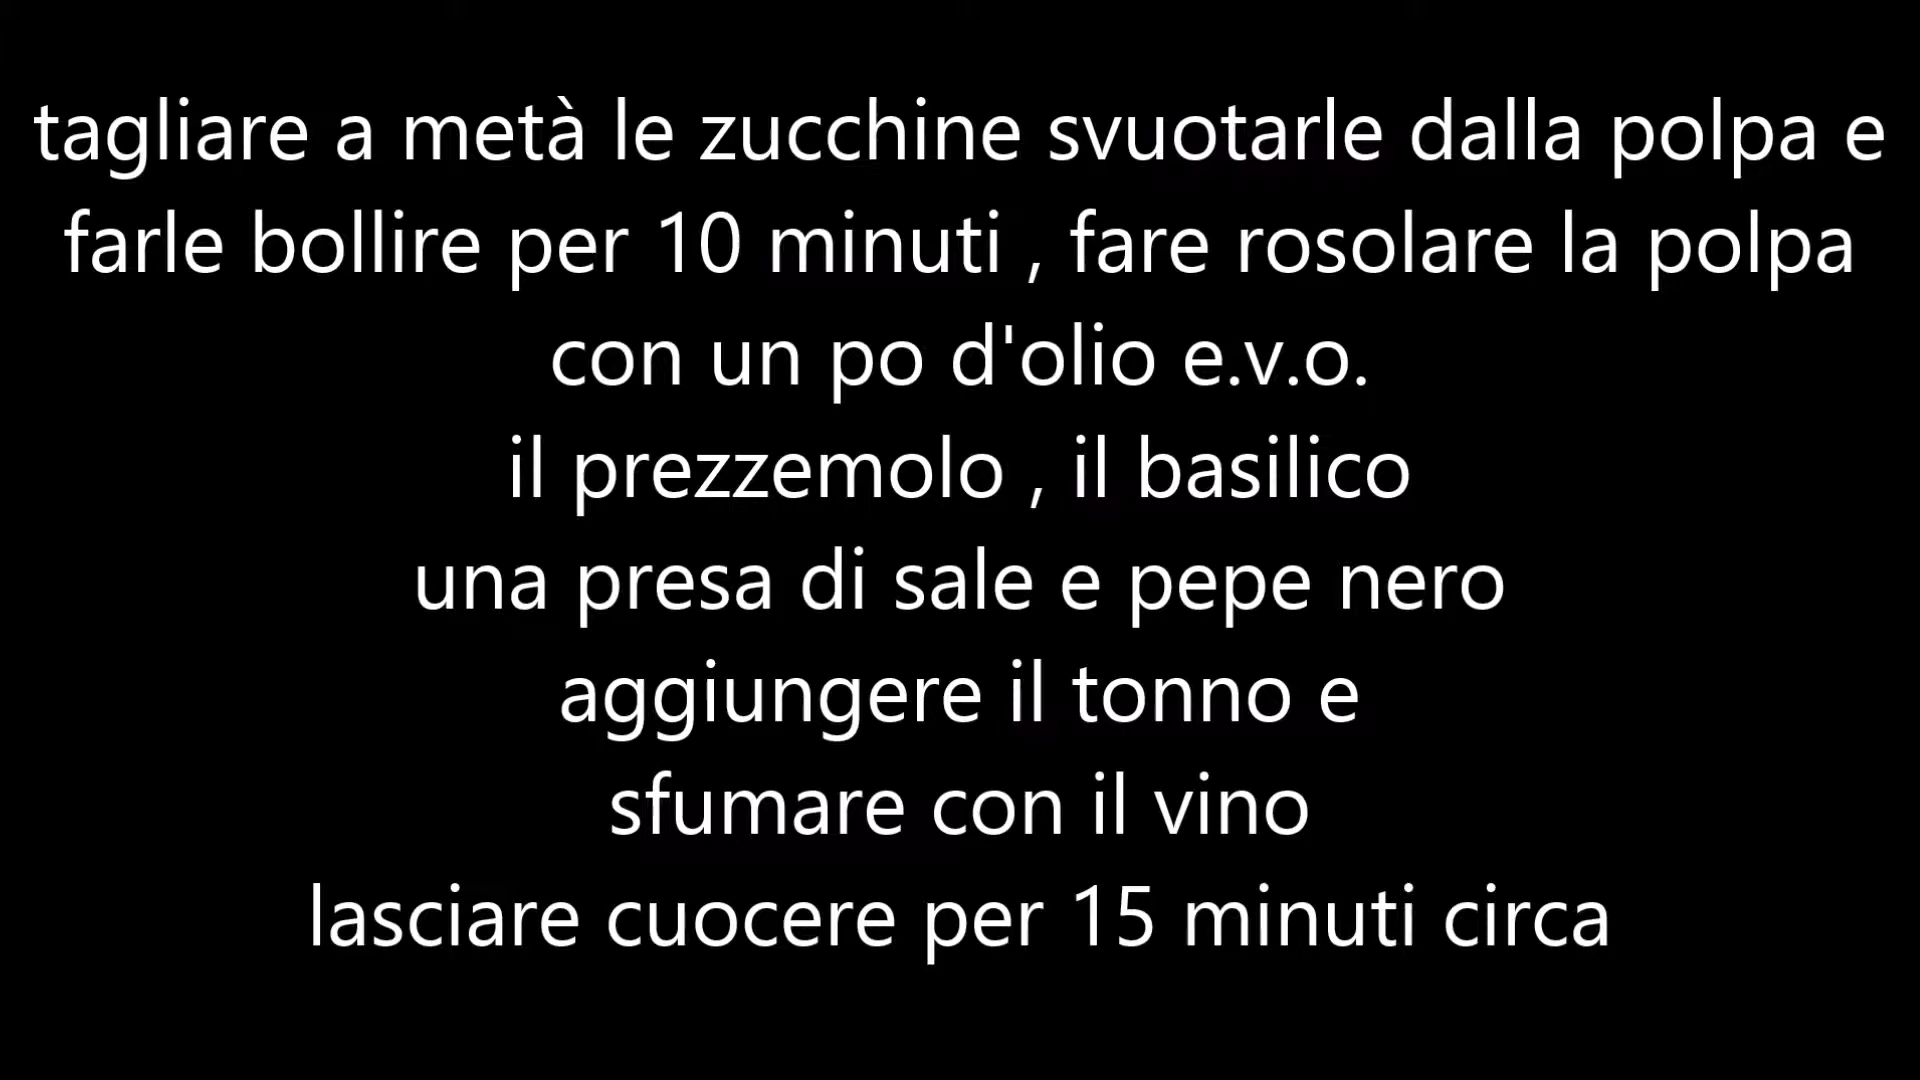 tagliare a metà le zucchine svuotarle dalla polpa e
farle bollire per 10 minuti , fare rosolare la polpa
con un po d'olio e.v.o.
il prezzemolo , il basilico
una presa di sale e pepe nero
aggiungere il tonno e
sfumare con il vino
lasciare cuocere per 15 minuti circa